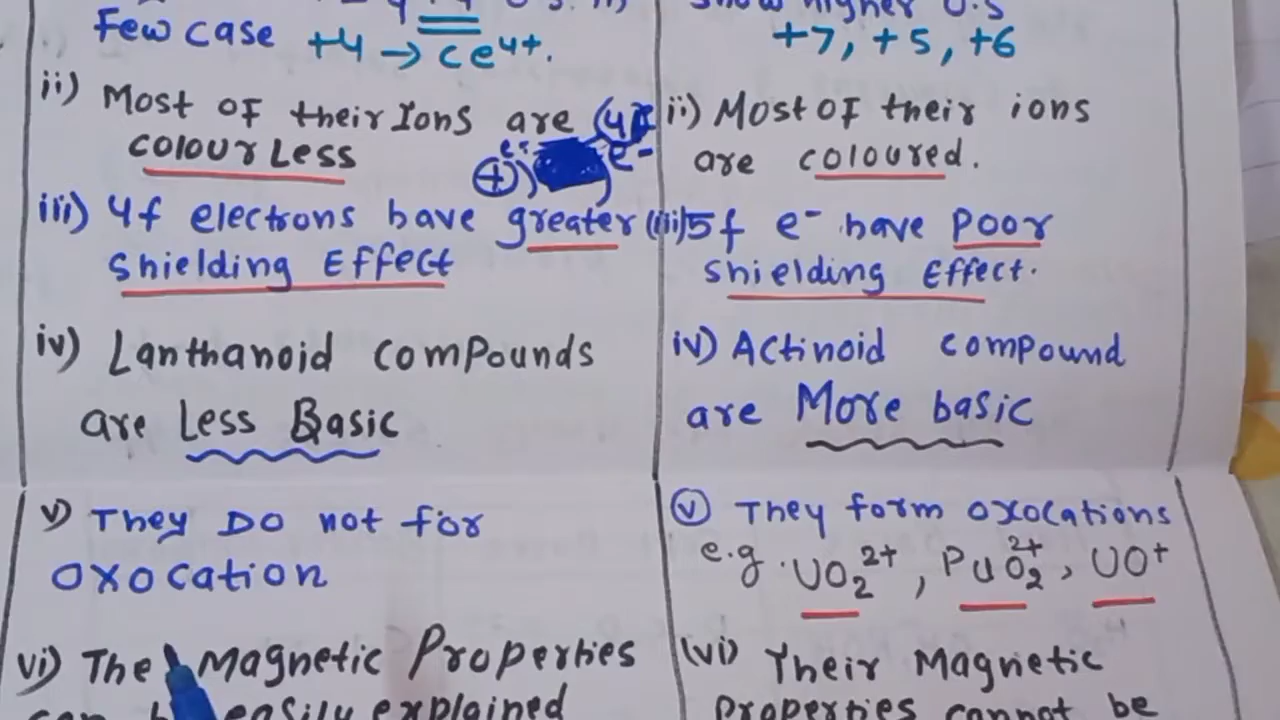 Few case +4 → Ce4+.
ii) Most of their Ions are
colourLess
e-
e-
+
iii) 4f electrons have greater
shielding Effect
iv) Lanthanoid compounds
are Less Basic
v) They Do not for
oxocation
vi) The Magnetic Properties
easily explained
show higher O.S
+7, +5, +6
ii) Most of their ions
are coloured.
(iii) 5f e- have poor
shielding Effect.
iv) Actinoid compound
are More basic
v They form oxocations
e.g. UO2 2+, PuO2 2+, UO+
(vi) Their Magnetic
properties cannot be